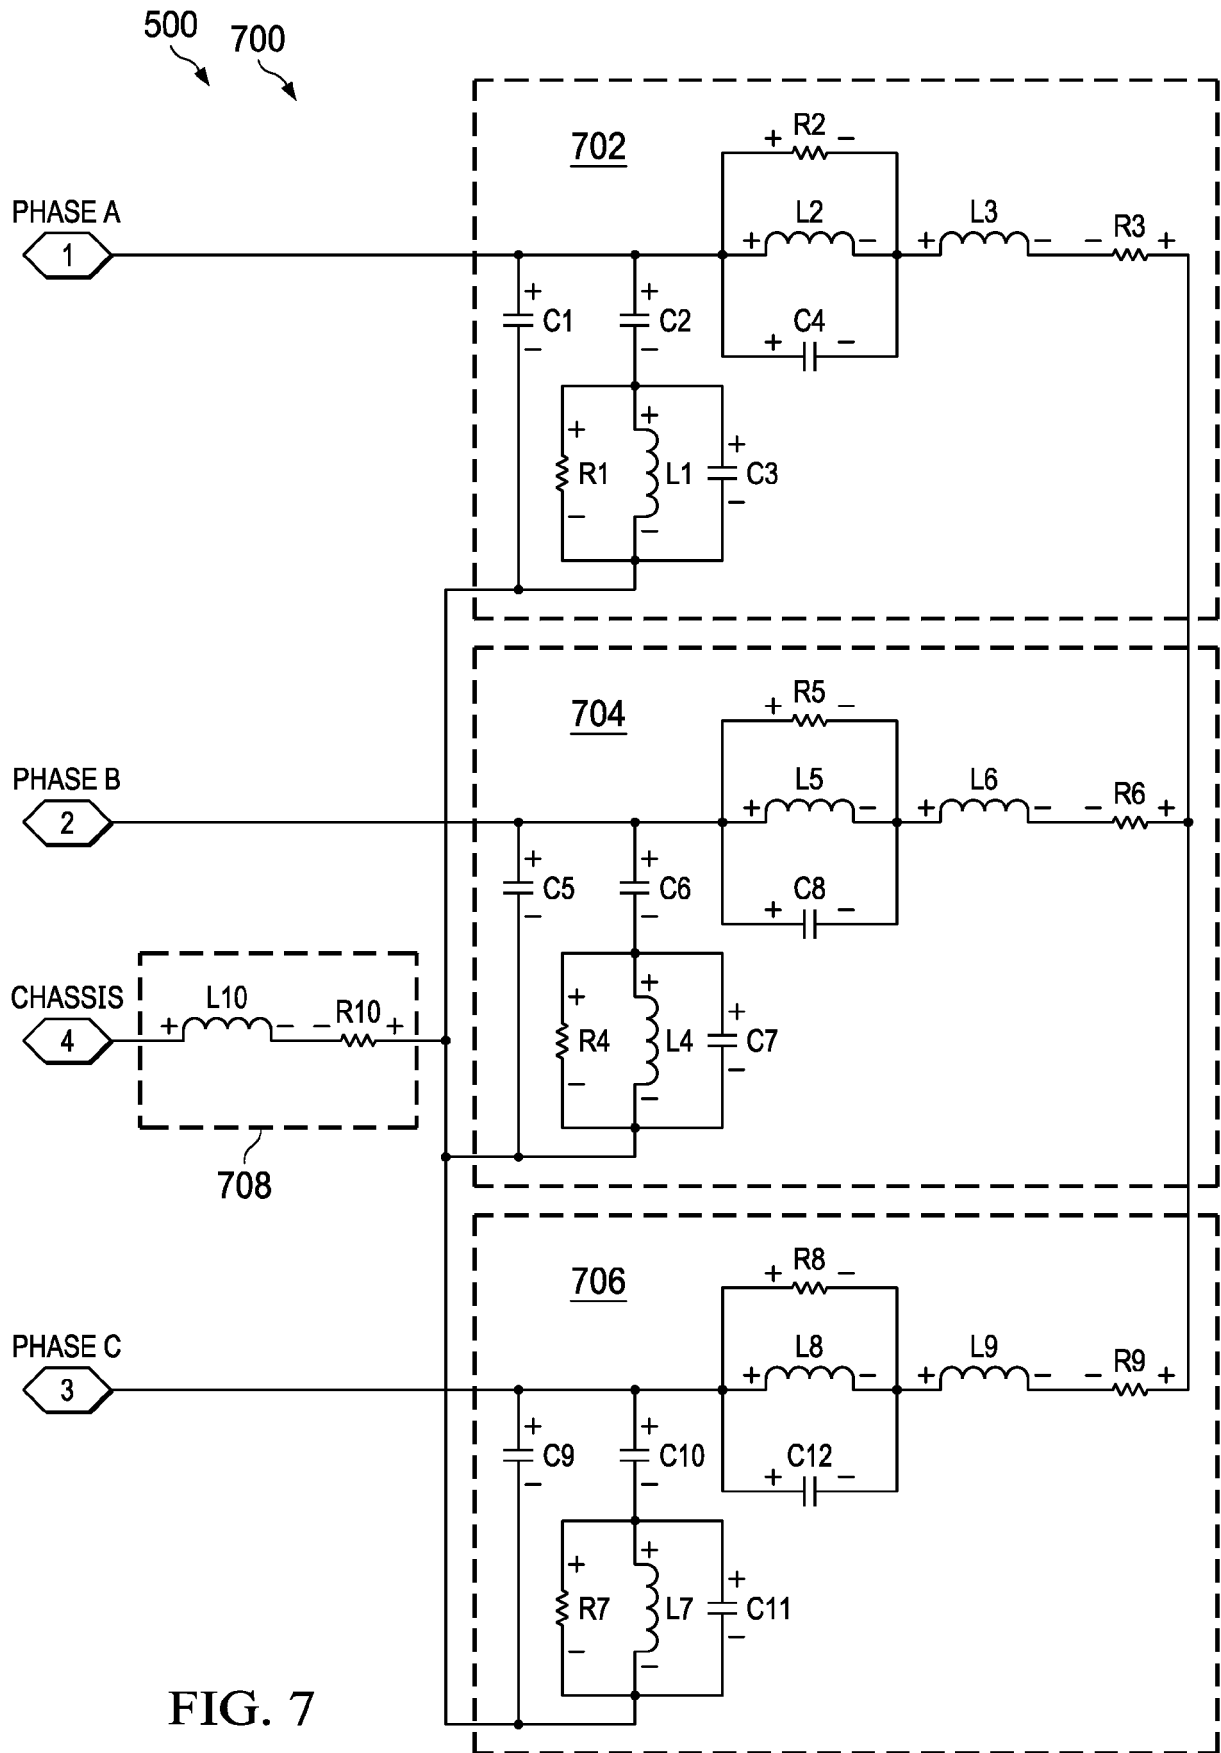 500
700
702
+ R2 −
PHASE A
1
+ L2 −
+ L3 −
− R3 +
+ C1 −
+ C2 −
+ C4 −
+ R1 −
+ L1 −
+ C3 −
704
+ R5 −
PHASE B
2
+ L5 −
+ L6 −
− R6 +
+ C5 −
+ C6 −
+ C8 −
CHASSIS
4
+ L10 −
− R10 +
+ R4 −
+ L4 −
+ C7 −
708
706
+ R8 −
PHASE C
3
+ L8 −
+ L9 −
− R9 +
+ C9 −
+ C10 −
+ C12 −
+ R7 −
+ L7 −
+ C11 −
FIG. 7